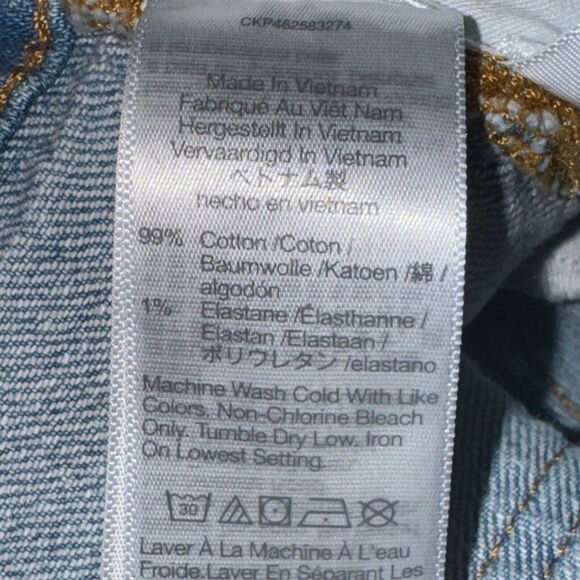 CKP462583274
Made In Vietnam
Fabriqué Au Viêt Nam
Hergestellt In Vietnam
Vervaardigd In Vietnam
ベトナム製
hecho en vietnam
99% Cotton /Coton /
Baumwolle /Katoen /綿 /
algodón
1% Elastane /Élasthanne /
Elastan /Elastaan /
ポリウレタン /elastano
Machine Wash Cold With Like
Colors. Non-Chlorine Bleach
Only. Tumble Dry Low. Iron
On Lowest Setting.
30
Laver À La Machine À L'eau
Froide. Laver En Séparant Les